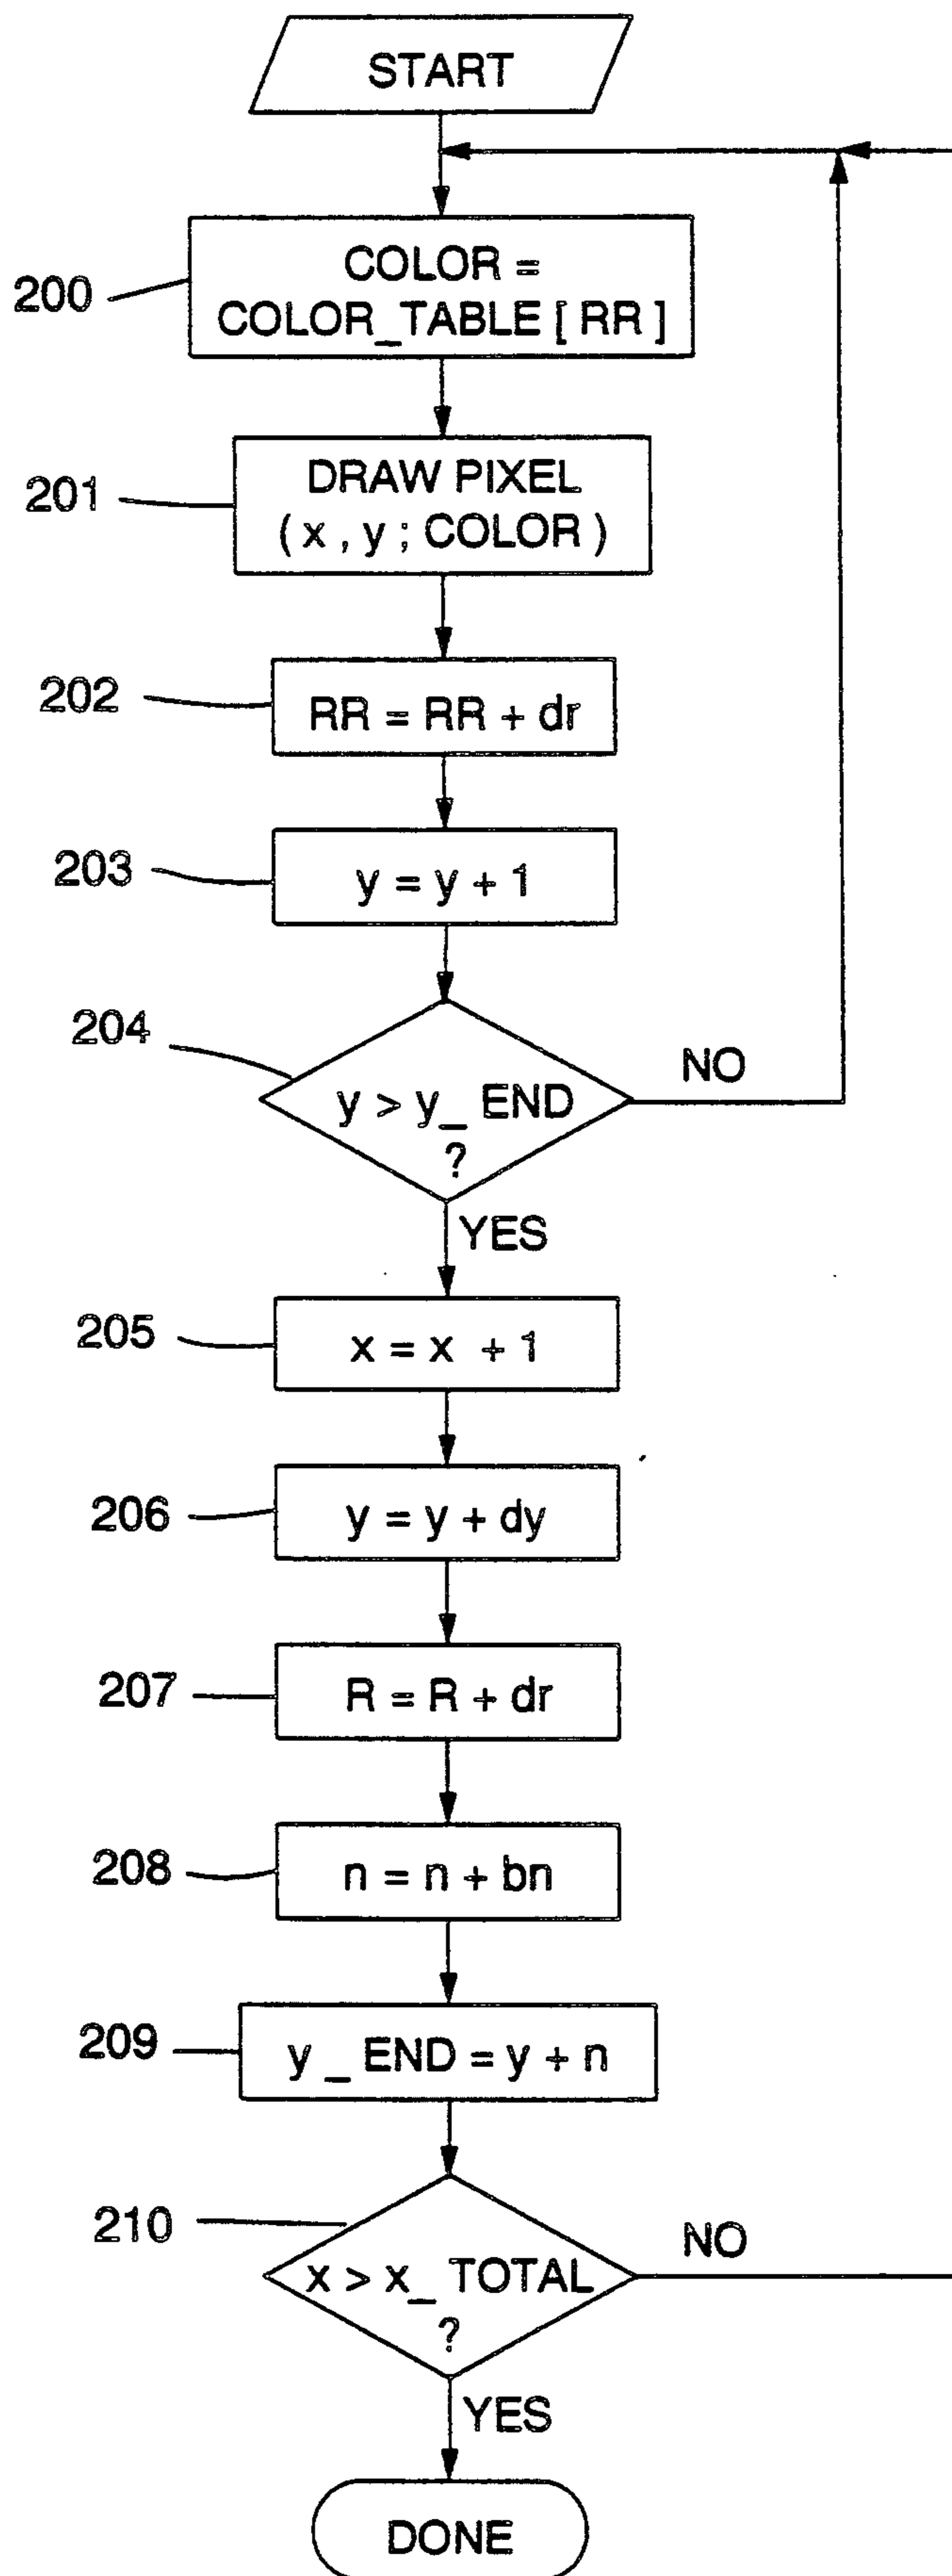 START
200
COLOR =
COLOR_TABLE [ RR ]
201
DRAW PIXEL
( x , y ; COLOR )
202
RR = RR + dr
203
y = y + 1
204
y > y_ END
?
NO
YES
205
x = x + 1
206
y = y + dy
207
R = R + dr
208
n = n + bn
209
y _ END = y + n
210
x > x_ TOTAL
?
NO
YES
DONE